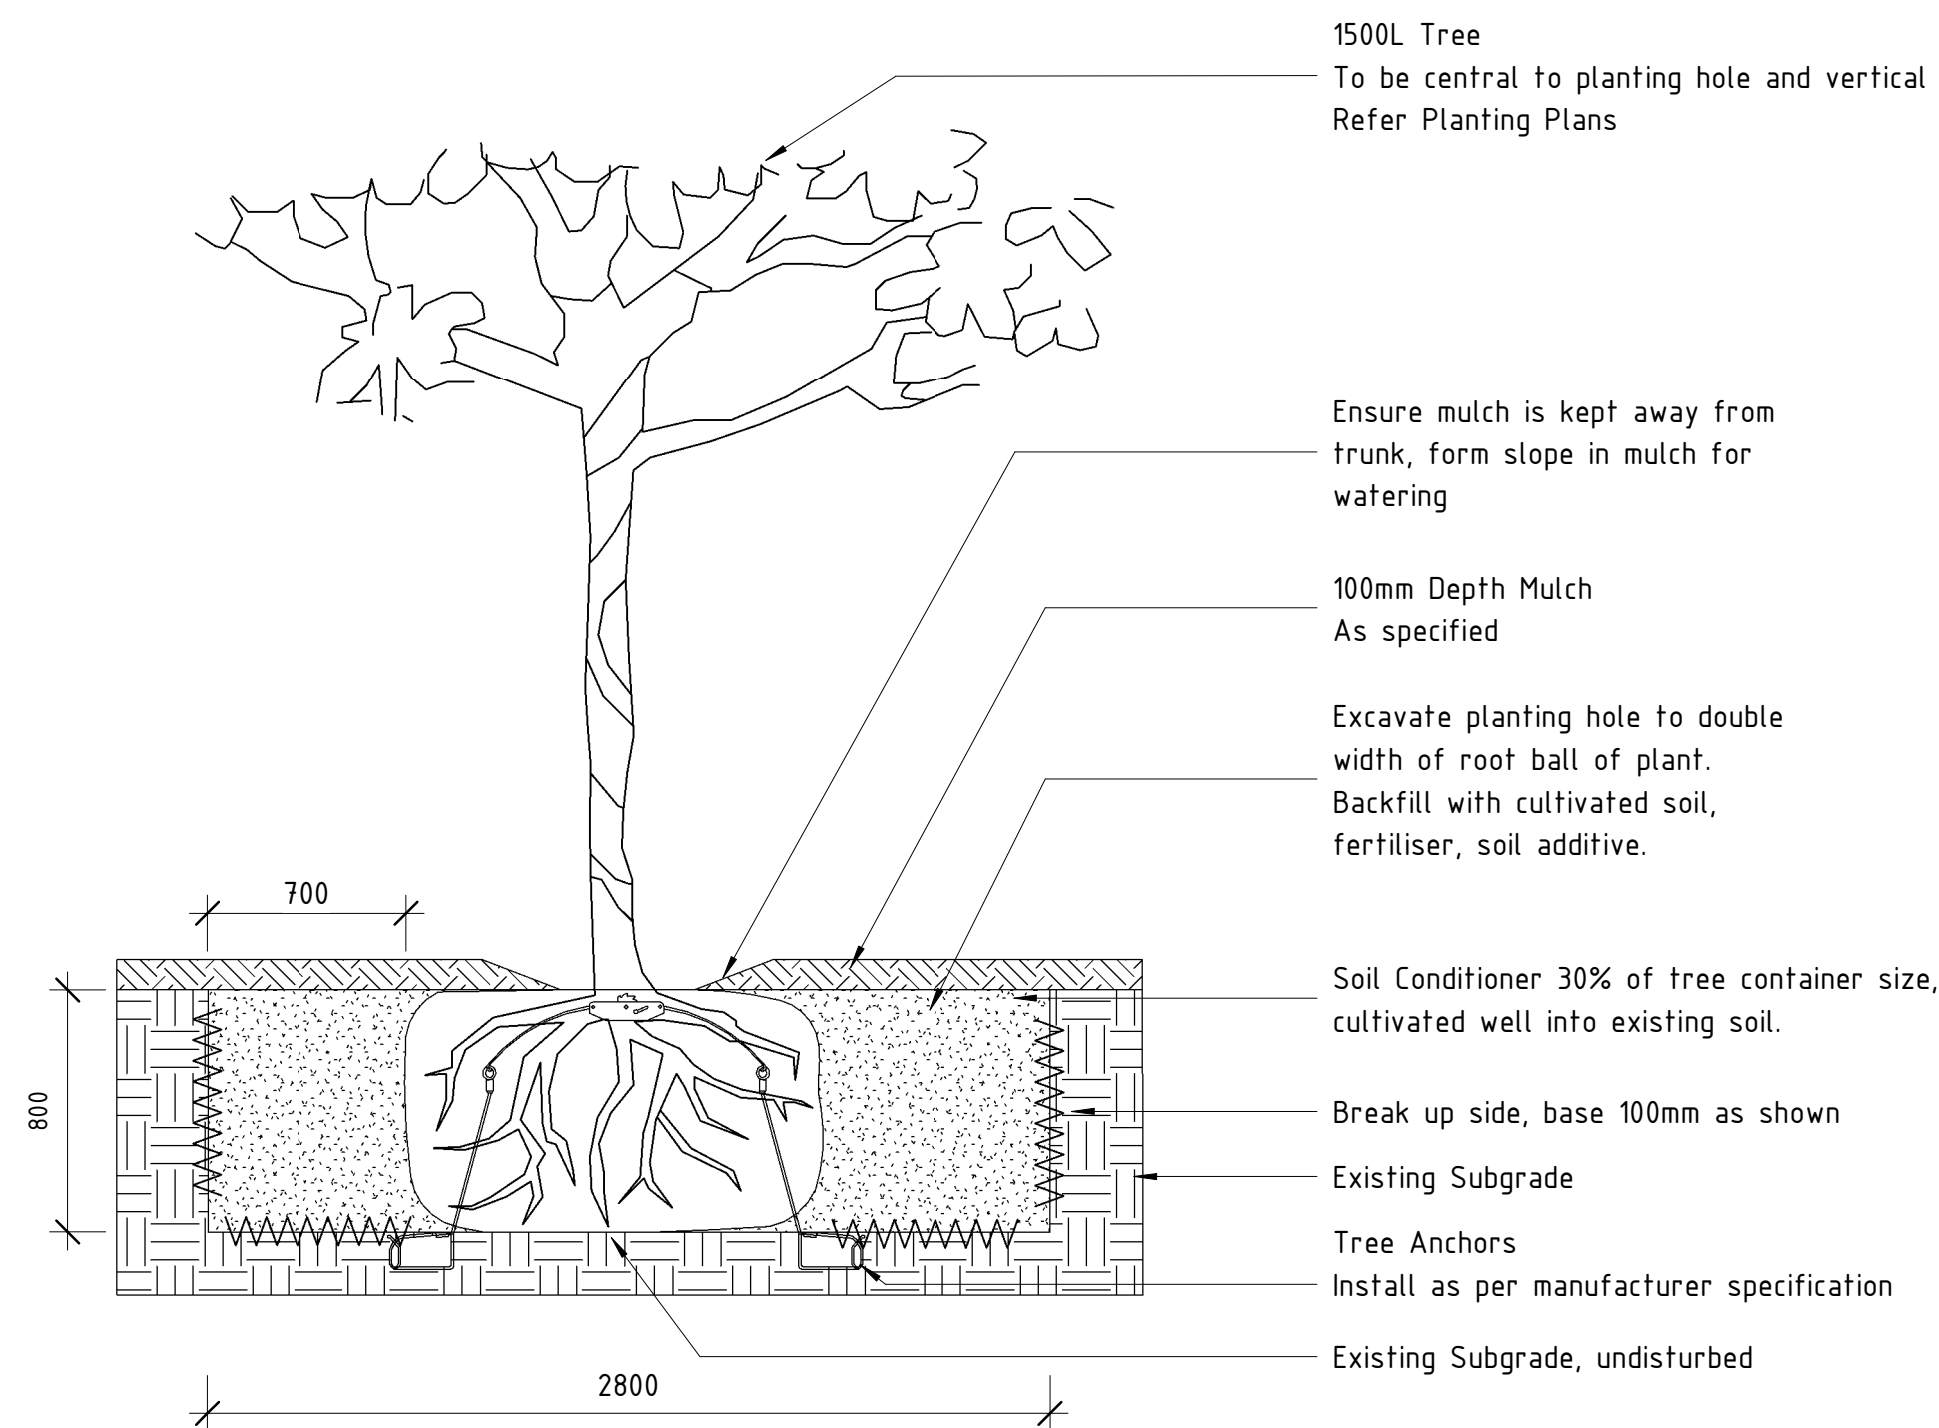 1500L Tree
To be central to planting hole and vertical
Refer Planting Plans
Ensure mulch is kept away from
trunk, form slope in mulch for
watering
100mm Depth Mulch
As specified
Excavate planting hole to double
width of root ball of plant.
Backfill with cultivated soil,
fertiliser, soil additive.
700
Soil Conditioner 30% of tree container size,
cultivated well into existing soil.
800
Break up side, base 100mm as shown
Existing Subgrade
Tree Anchors
Install as per manufacturer specification
Existing Subgrade, undisturbed
2800